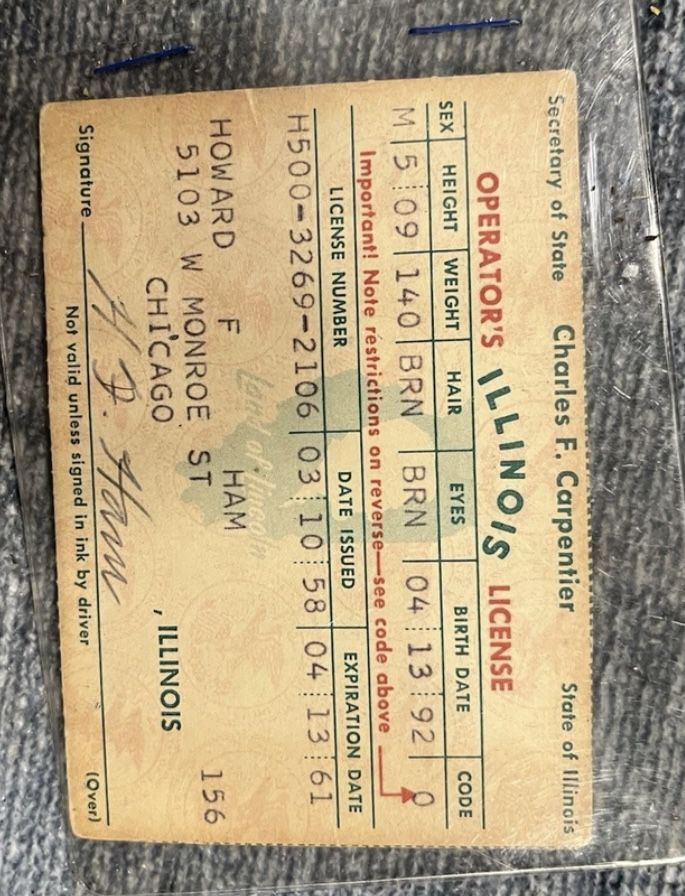 Secretary of State Charles F. Carpentier State of Illinois
OPERATOR'S ILLINOIS LICENSE
SEX HEIGHT WEIGHT HAIR EYES BIRTH DATE CODE
M 5 09 140 BRN BRN 04 13 92 0
Important! Note restrictions on reverse—see code above
LICENSE NUMBER DATE ISSUED EXPIRATION DATE
H500-3269-2106 03 10 58 04 13 61
HOWARD F HAM 156
5103 W MONROE ST
CHICAGO , ILLINOIS
Land of Lincoln
Signature H. D. Ham
Not valid unless signed in ink by driver (Over)